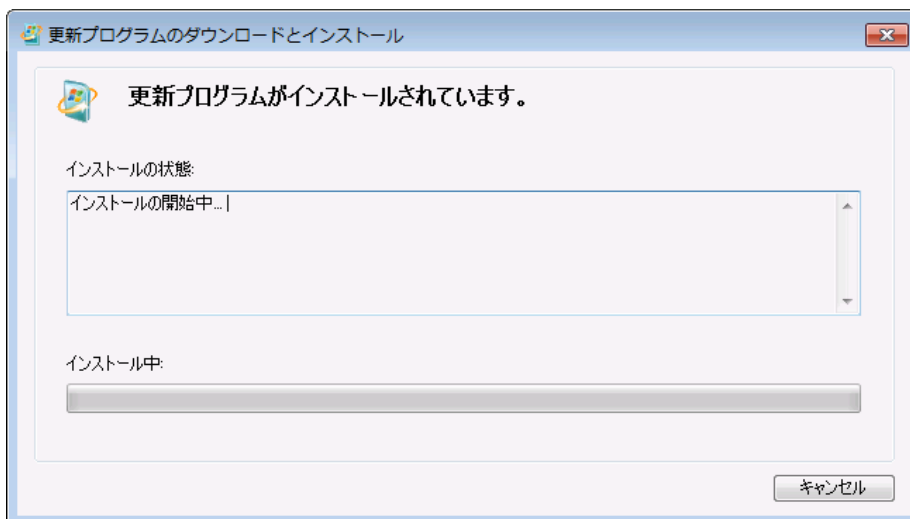 更新プログラムのダウンロードとインストール
更新プログラムがインストールされています。
インストールの状態:
インストールの開始中...
インストール中:
キャンセル